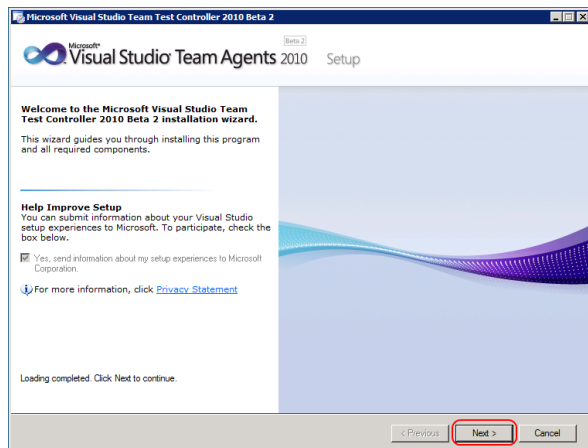 Microsoft Visual Studio Team Test Controller 2010 Beta 2
Beta 2
Microsoft®
Visual Studio Team Agents 2010 Setup
Welcome to the Microsoft Visual Studio Team
Test Controller 2010 Beta 2 installation wizard.
This wizard guides you through installing this program
and all required components.
Help Improve Setup
You can submit information about your Visual Studio
setup experiences to Microsoft. To participate, check the
box below.
Yes, send information about my setup experiences to Microsoft
Corporation.
For more information, click Privacy Statement
Loading completed. Click Next to continue.
< Previous Next > Cancel